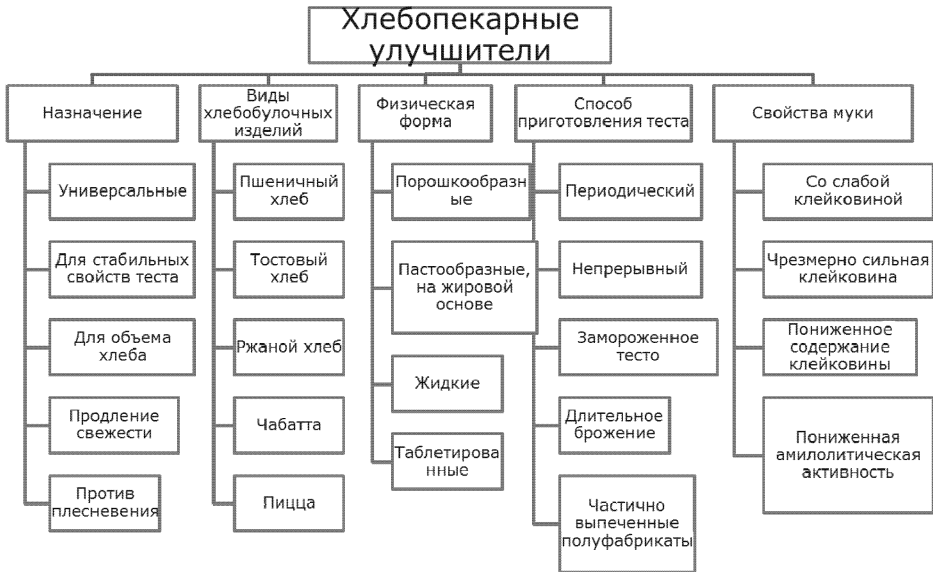 Хлебопекарные
улучшители
Назначение
Универсальные
Для стабильных
свойств теста
Для объема
хлеба
Продление
свежести
Против
плесневения
Виды
хлебобулочных
изделий
Пшеничный
хлеб
Тостовый
хлеб
Ржаной хлеб
Чабатта
Пицца
Физическая
форма
Порошкообраз
ные
Пастообразные,
на жировой
основе
Жидкие
Таблетирова
нные
Способ
приготовления теста
Периодический
Непрерывный
Замороженное
тесто
Длительное
брожение
Частично
выпеченные
полуфабрикаты
Свойства муки
Со слабой
клейковиной
Чрезмерно сильная
клейковина
Пониженное
содержание
клейковины
Пониженная
амилолитическая
активность